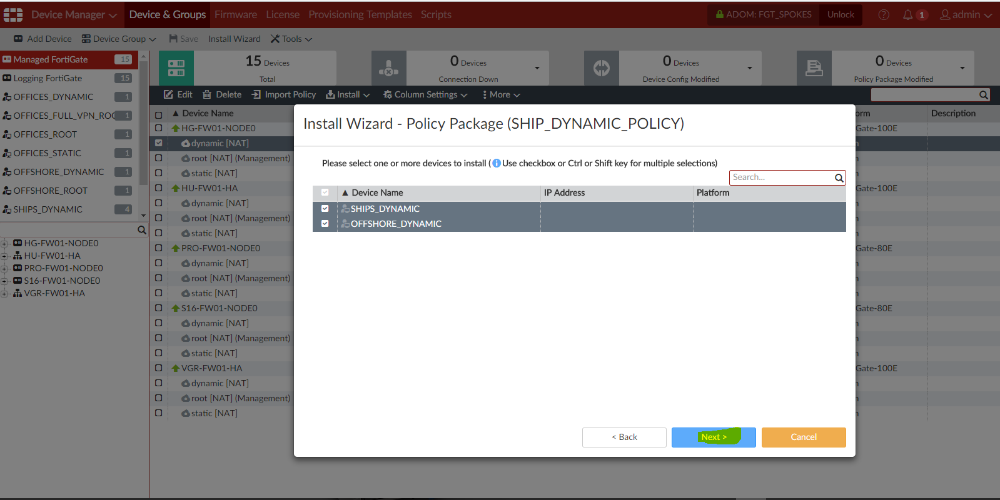 Device Manager Device & Groups Firmware License Provisioning Templates Scripts ADOM: FGT_SPOKES Unlock 1 admin
Add Device Device Group Save Install Wizard Tools
Managed FortiGate 15
Logging FortiGate 15
OFFICES_DYNAMIC 1
OFFICES_FULL_VPN_ROO 1
OFFICES_ROOT 1
OFFICES_STATIC 1
OFFSHORE_DYNAMIC 1
OFFSHORE_ROOT 1
SHIPS_DYNAMIC 4
HG-FW01-NODE0
HU-FW01-HA
PRO-FW01-NODE0
S16-FW01-NODE0
VGR-FW01-HA
15 Devices
Total
0 Devices
Connection Down
0 Devices
Device Config Modified
0 Devices
Policy Package Modified
Edit Delete Import Policy Install Column Settings More
▲ Device Name orm Description
HG-FW01-NODE0 Gate-100E
dynamic [NAT]
root [NAT] (Management)
static [NAT]
HU-FW01-HA Gate-100E
dynamic [NAT]
root [NAT] (Management)
static [NAT]
PRO-FW01-NODE0 Gate-80E
dynamic [NAT]
root [NAT] (Management)
static [NAT]
S16-FW01-NODE0 Gate-80E
dynamic [NAT]
root [NAT] (Management)
static [NAT]
VGR-FW01-HA Gate-100E
dynamic [NAT]
root [NAT] (Management)
static [NAT]
Install Wizard - Policy Package (SHIP_DYNAMIC_POLICY)
Please select one or more devices to install ( Use checkbox or Ctrl or Shift key for multiple selections)
Search...
▲ Device Name IP Address Platform
SHIPS_DYNAMIC
OFFSHORE_DYNAMIC
< Back Next > Cancel